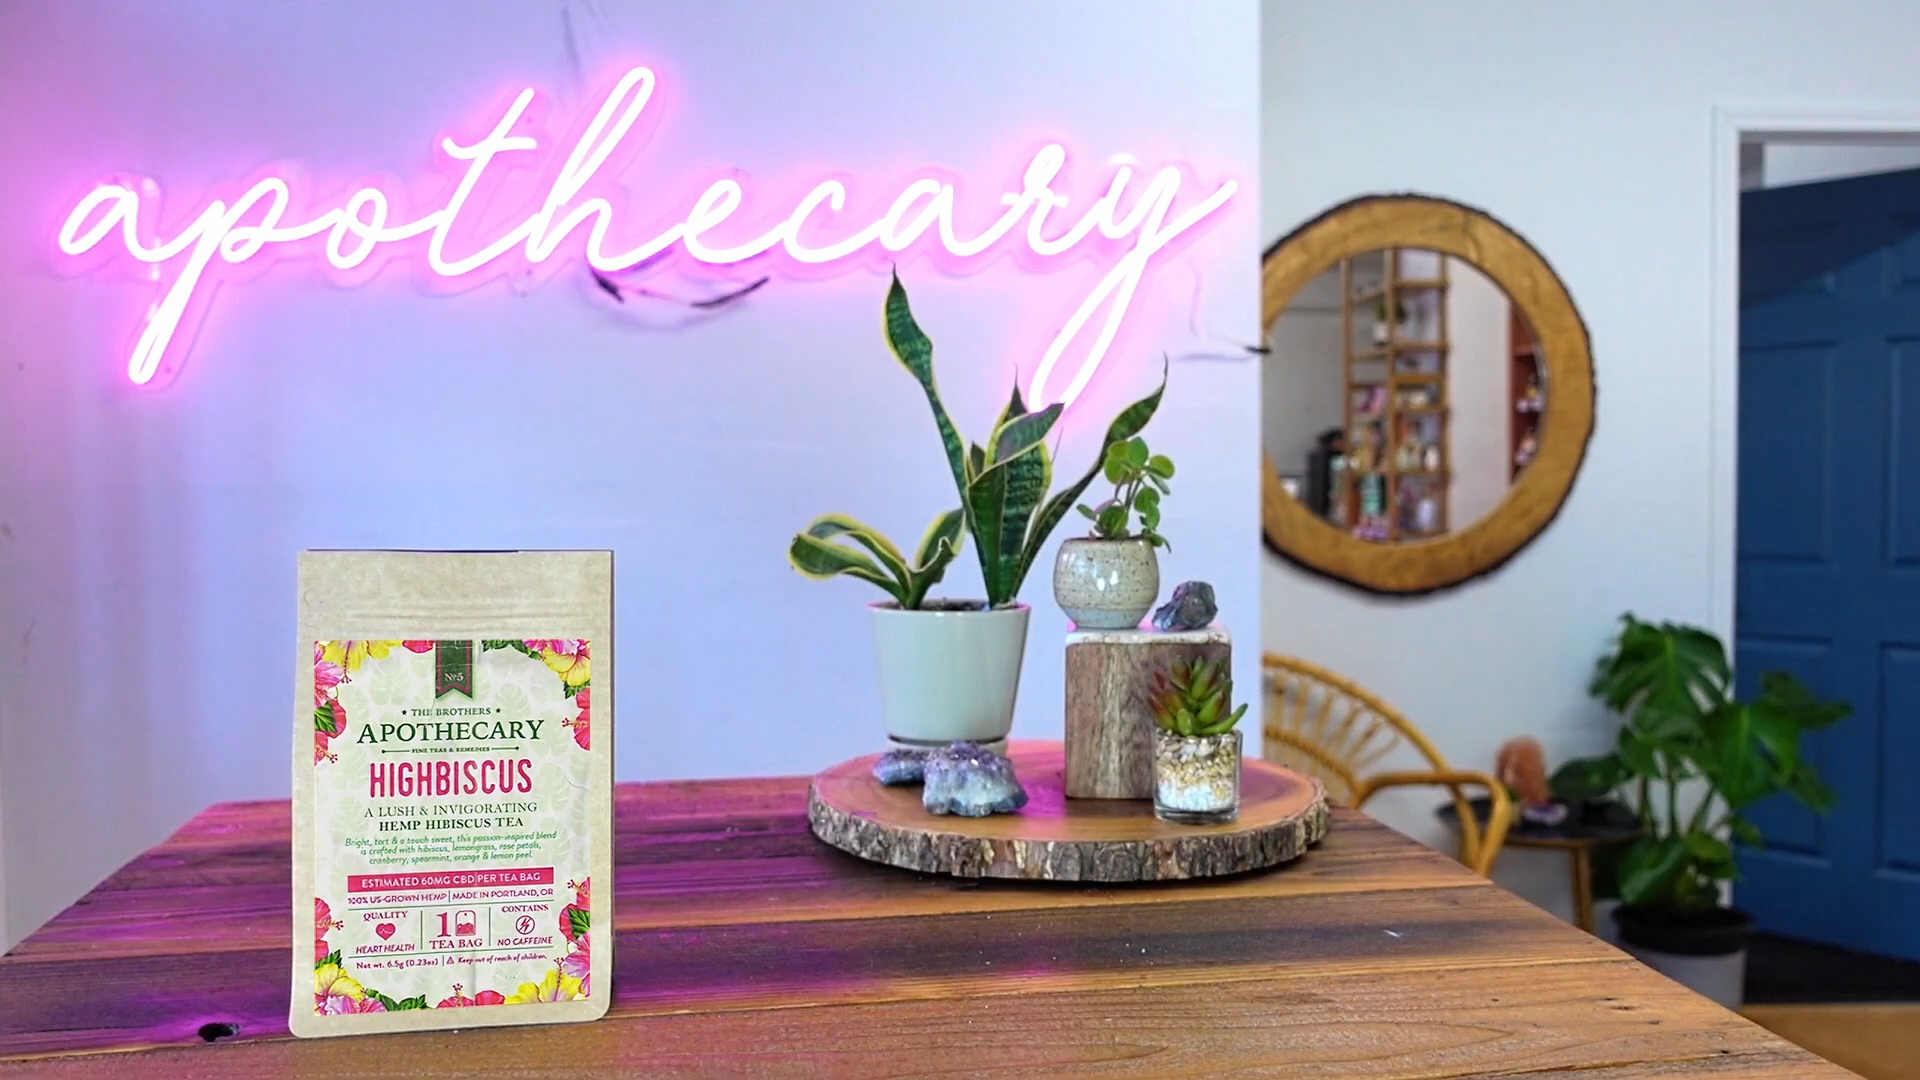 apothecary
Nº5
THE BROTHERS
APOTHECARY
FINE TEAS & REMEDIES
HIGHBISCUS
A LUSH & INVIGORATING
HEMP HIBISCUS TEA
Bright, tart & a touch sweet, this passion-inspired blend
is crafted with hibiscus, lemongrass, rose petals,
cranberry, spearmint, orange & lemon peel.
ESTIMATED 60MG CBD PER TEA BAG
100% US-GROWN HEMP | MADE IN PORTLAND, OR
QUALITY
HEART HEALTH
1
TEA BAG
CONTAINS
NO CAFFEINE
Net wt. 6.5g (0.23oz) | Keep out of reach of children.